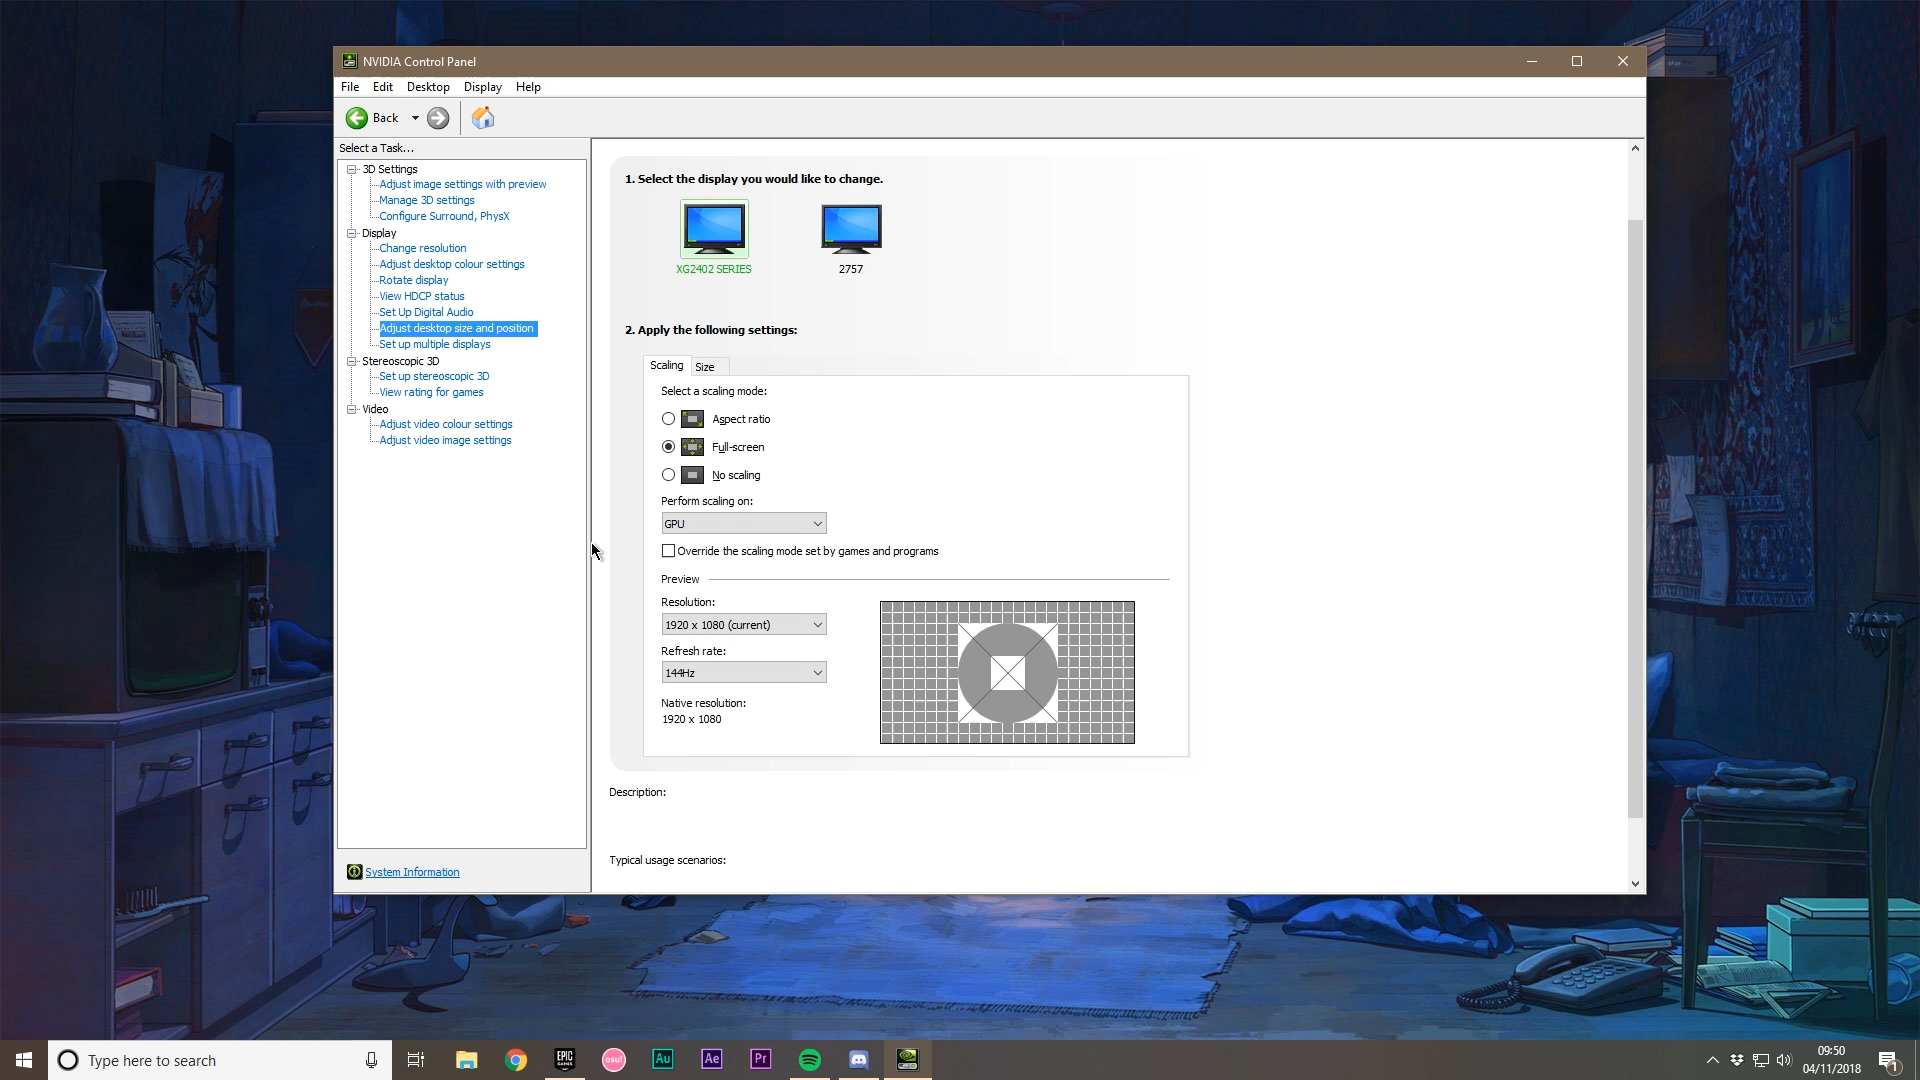 NVIDIA Control Panel
File Edit Desktop Display Help
Back
Select a Task...
3D Settings
Adjust image settings with preview
Manage 3D settings
Configure Surround, PhysX
Display
Change resolution
Adjust desktop colour settings
Rotate display
View HDCP status
Set Up Digital Audio
Adjust desktop size and position
Set up multiple displays
Stereoscopic 3D
Set up stereoscopic 3D
View rating for games
Video
Adjust video colour settings
Adjust video image settings
System Information
1. Select the display you would like to change.
XG2402 SERIES
2757
2. Apply the following settings:
Scaling Size
Select a scaling mode:
Aspect ratio
Full-screen
No scaling
Perform scaling on:
GPU
Override the scaling mode set by games and programs
Preview
Resolution:
1920 x 1080 (current)
Refresh rate:
144Hz
Native resolution:
1920 x 1080
Description:
Typical usage scenarios:
Type here to search
EPIC
GAMES
osu!
Au
Ae
Pr
09:50
04/11/2018
1